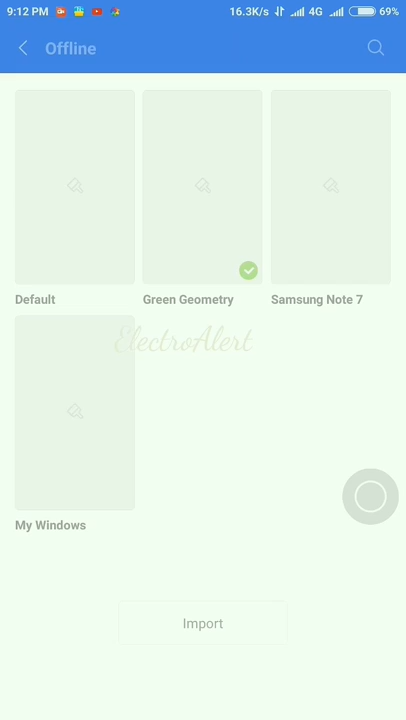 9:12 PM 16.3K/s 4G 69%
Offline
Default Green Geometry Samsung Note 7
ElectroAlert
My Windows
Import